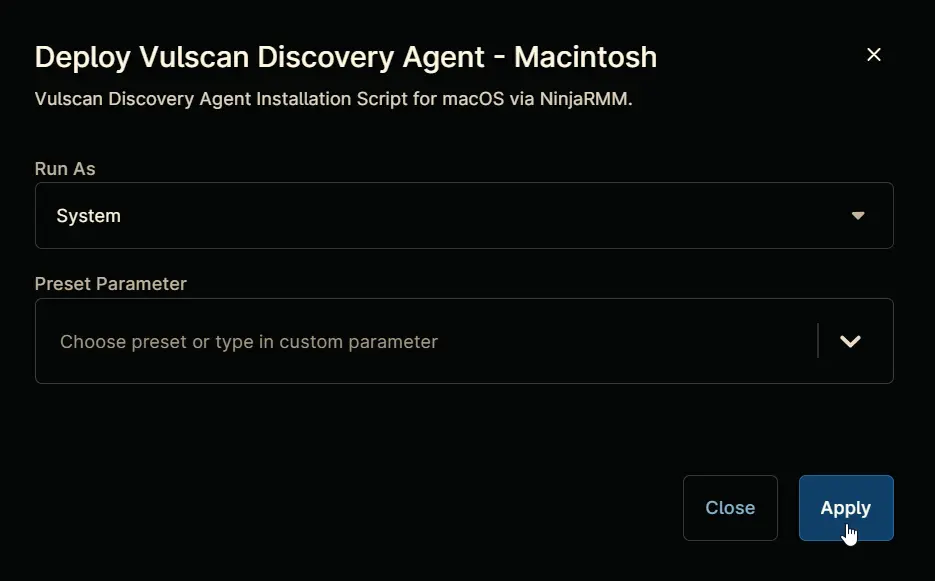 Deploy Vulscan Discovery Agent - Macintosh
Vulscan Discovery Agent Installation Script for macOS via NinjaRMM.
Run As
System
Preset Parameter
Choose preset or type in custom parameter
Close
Apply